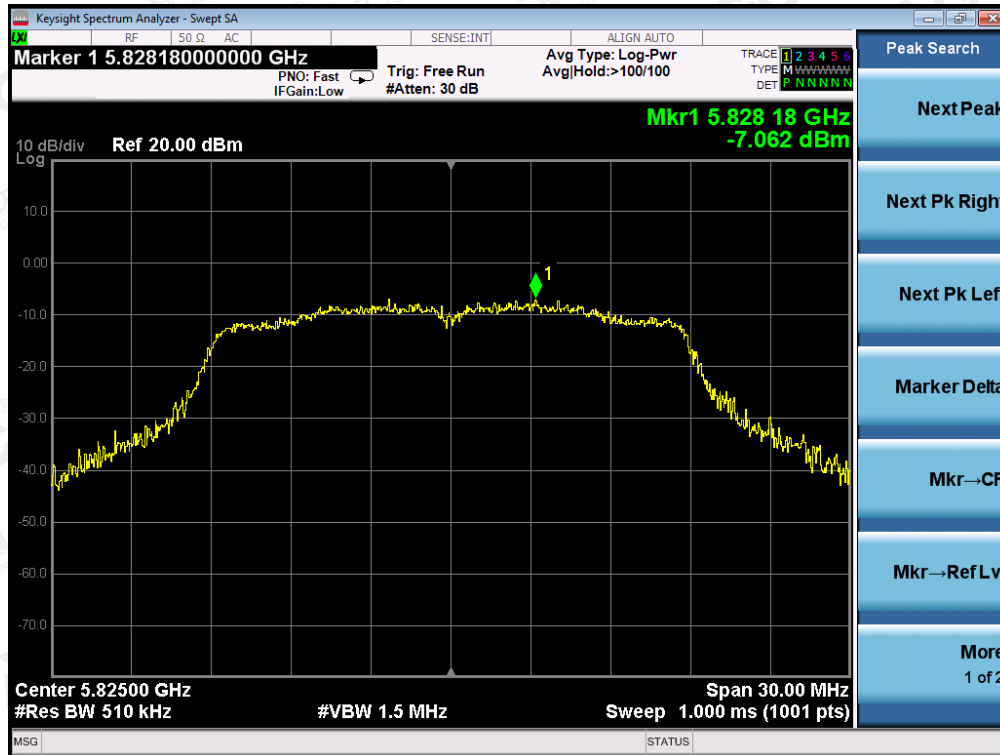 Keysight Spectrum Analyzer - Swept SA
LXI RF 50 Ω AC SENSE:INT ALIGN AUTO
Marker 1 5.828180000000 GHz
PNO: Fast
IFGain:Low
Trig: Free Run
#Atten: 30 dB
Avg Type: Log-Pwr
Avg|Hold:>100/100
TRACE 1 2 3 4 5 6
TYPE M WWWWW
DET P N N N N N
Mkr1 5.828 18 GHz
-7.062 dBm
10 dB/div Ref 20.00 dBm
Log
10.0
0.00
1
-10.0
-20.0
-30.0
-40.0
-50.0
-60.0
-70.0
Center 5.82500 GHz Span 30.00 MHz
#Res BW 510 kHz #VBW 1.5 MHz Sweep 1.000 ms (1001 pts)
MSG STATUS
Peak Search
Next Peak
Next Pk Right
Next Pk Left
Marker Delta
Mkr→CF
Mkr→Ref Lv
More
1 of 2